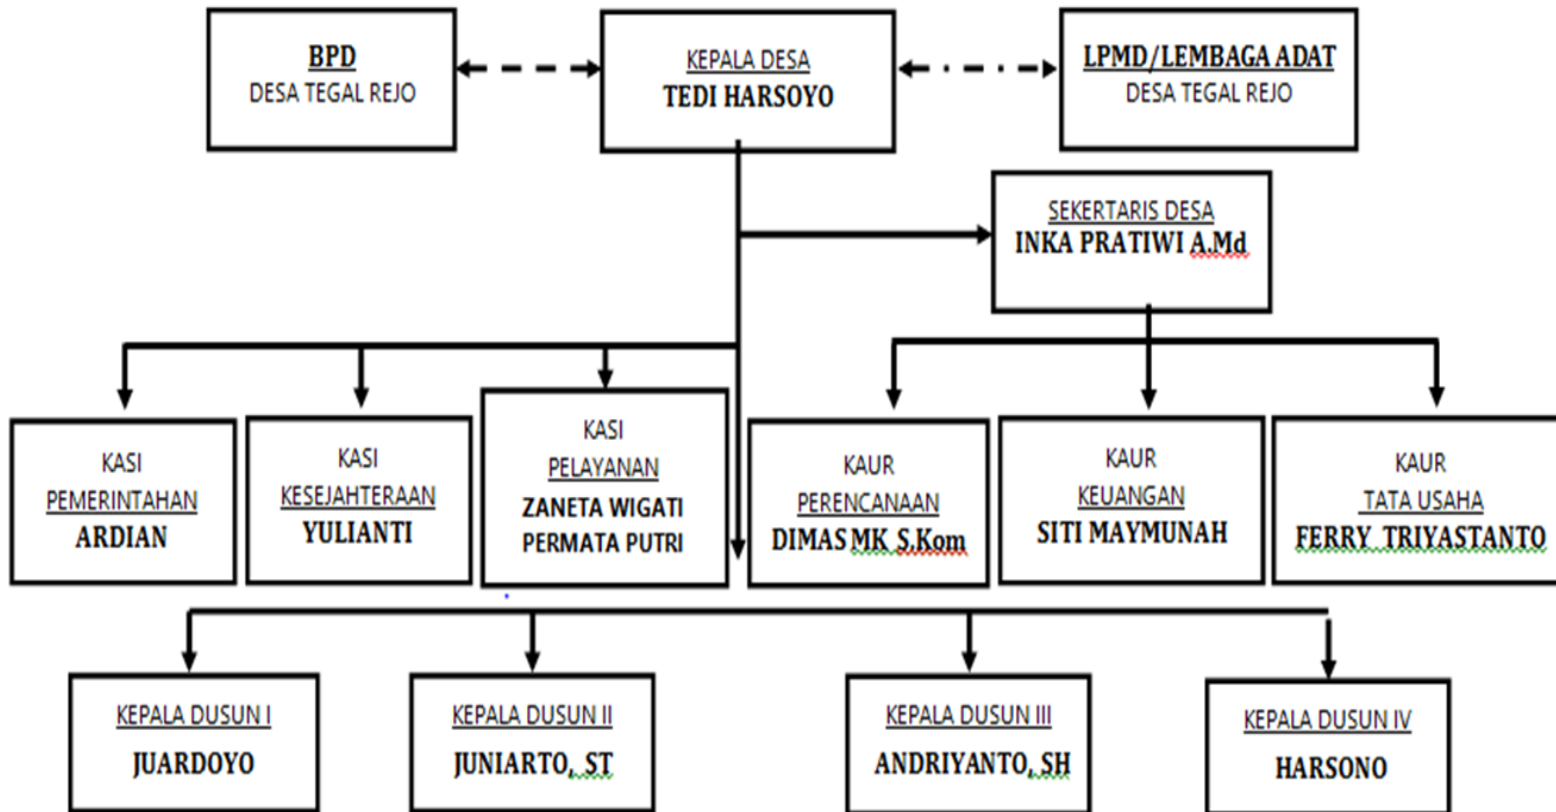 BPD
DESA TEGAL REJO
KEPALA DESA
TEDI HARSOYO
LPMD/LEMBAGA ADAT
DESA TEGAL REJO
SEKERTARIS DESA
INKA PRATIWI A.Md
KASI
PEMERINTAHAN
ARDIAN
KASI
KESEJAHTERAAN
YULIANTI
KASI
PELAYANAN
ZANETA WIGATI
PERMATA PUTRI
KAUR
PERENCANAAN
DIMAS MK S.Kom
KAUR
KEUANGAN
SITI MAYMUNAH
KAUR
TATA USAHA
FERRY TRIYASTANTO
KEPALA DUSUN I
JUARDOYO
KEPALA DUSUN II
JUNIARTO, ST
KEPALA DUSUN III
ANDRIYANTO, SH
KEPALA DUSUN IV
HARSONO